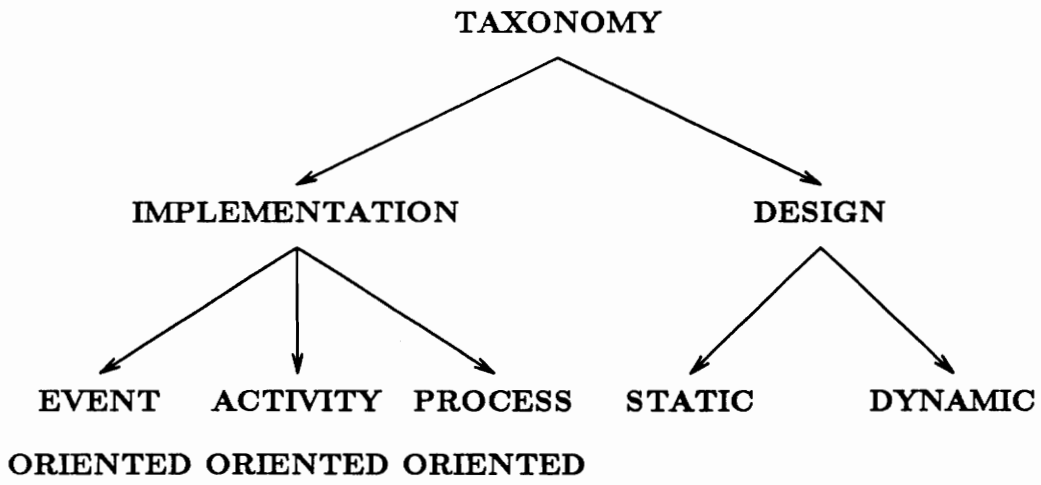 TAXONOMY
IMPLEMENTATION DESIGN
EVENT ACTIVITY PROCESS STATIC DYNAMIC
ORIENTED ORIENTED ORIENTED